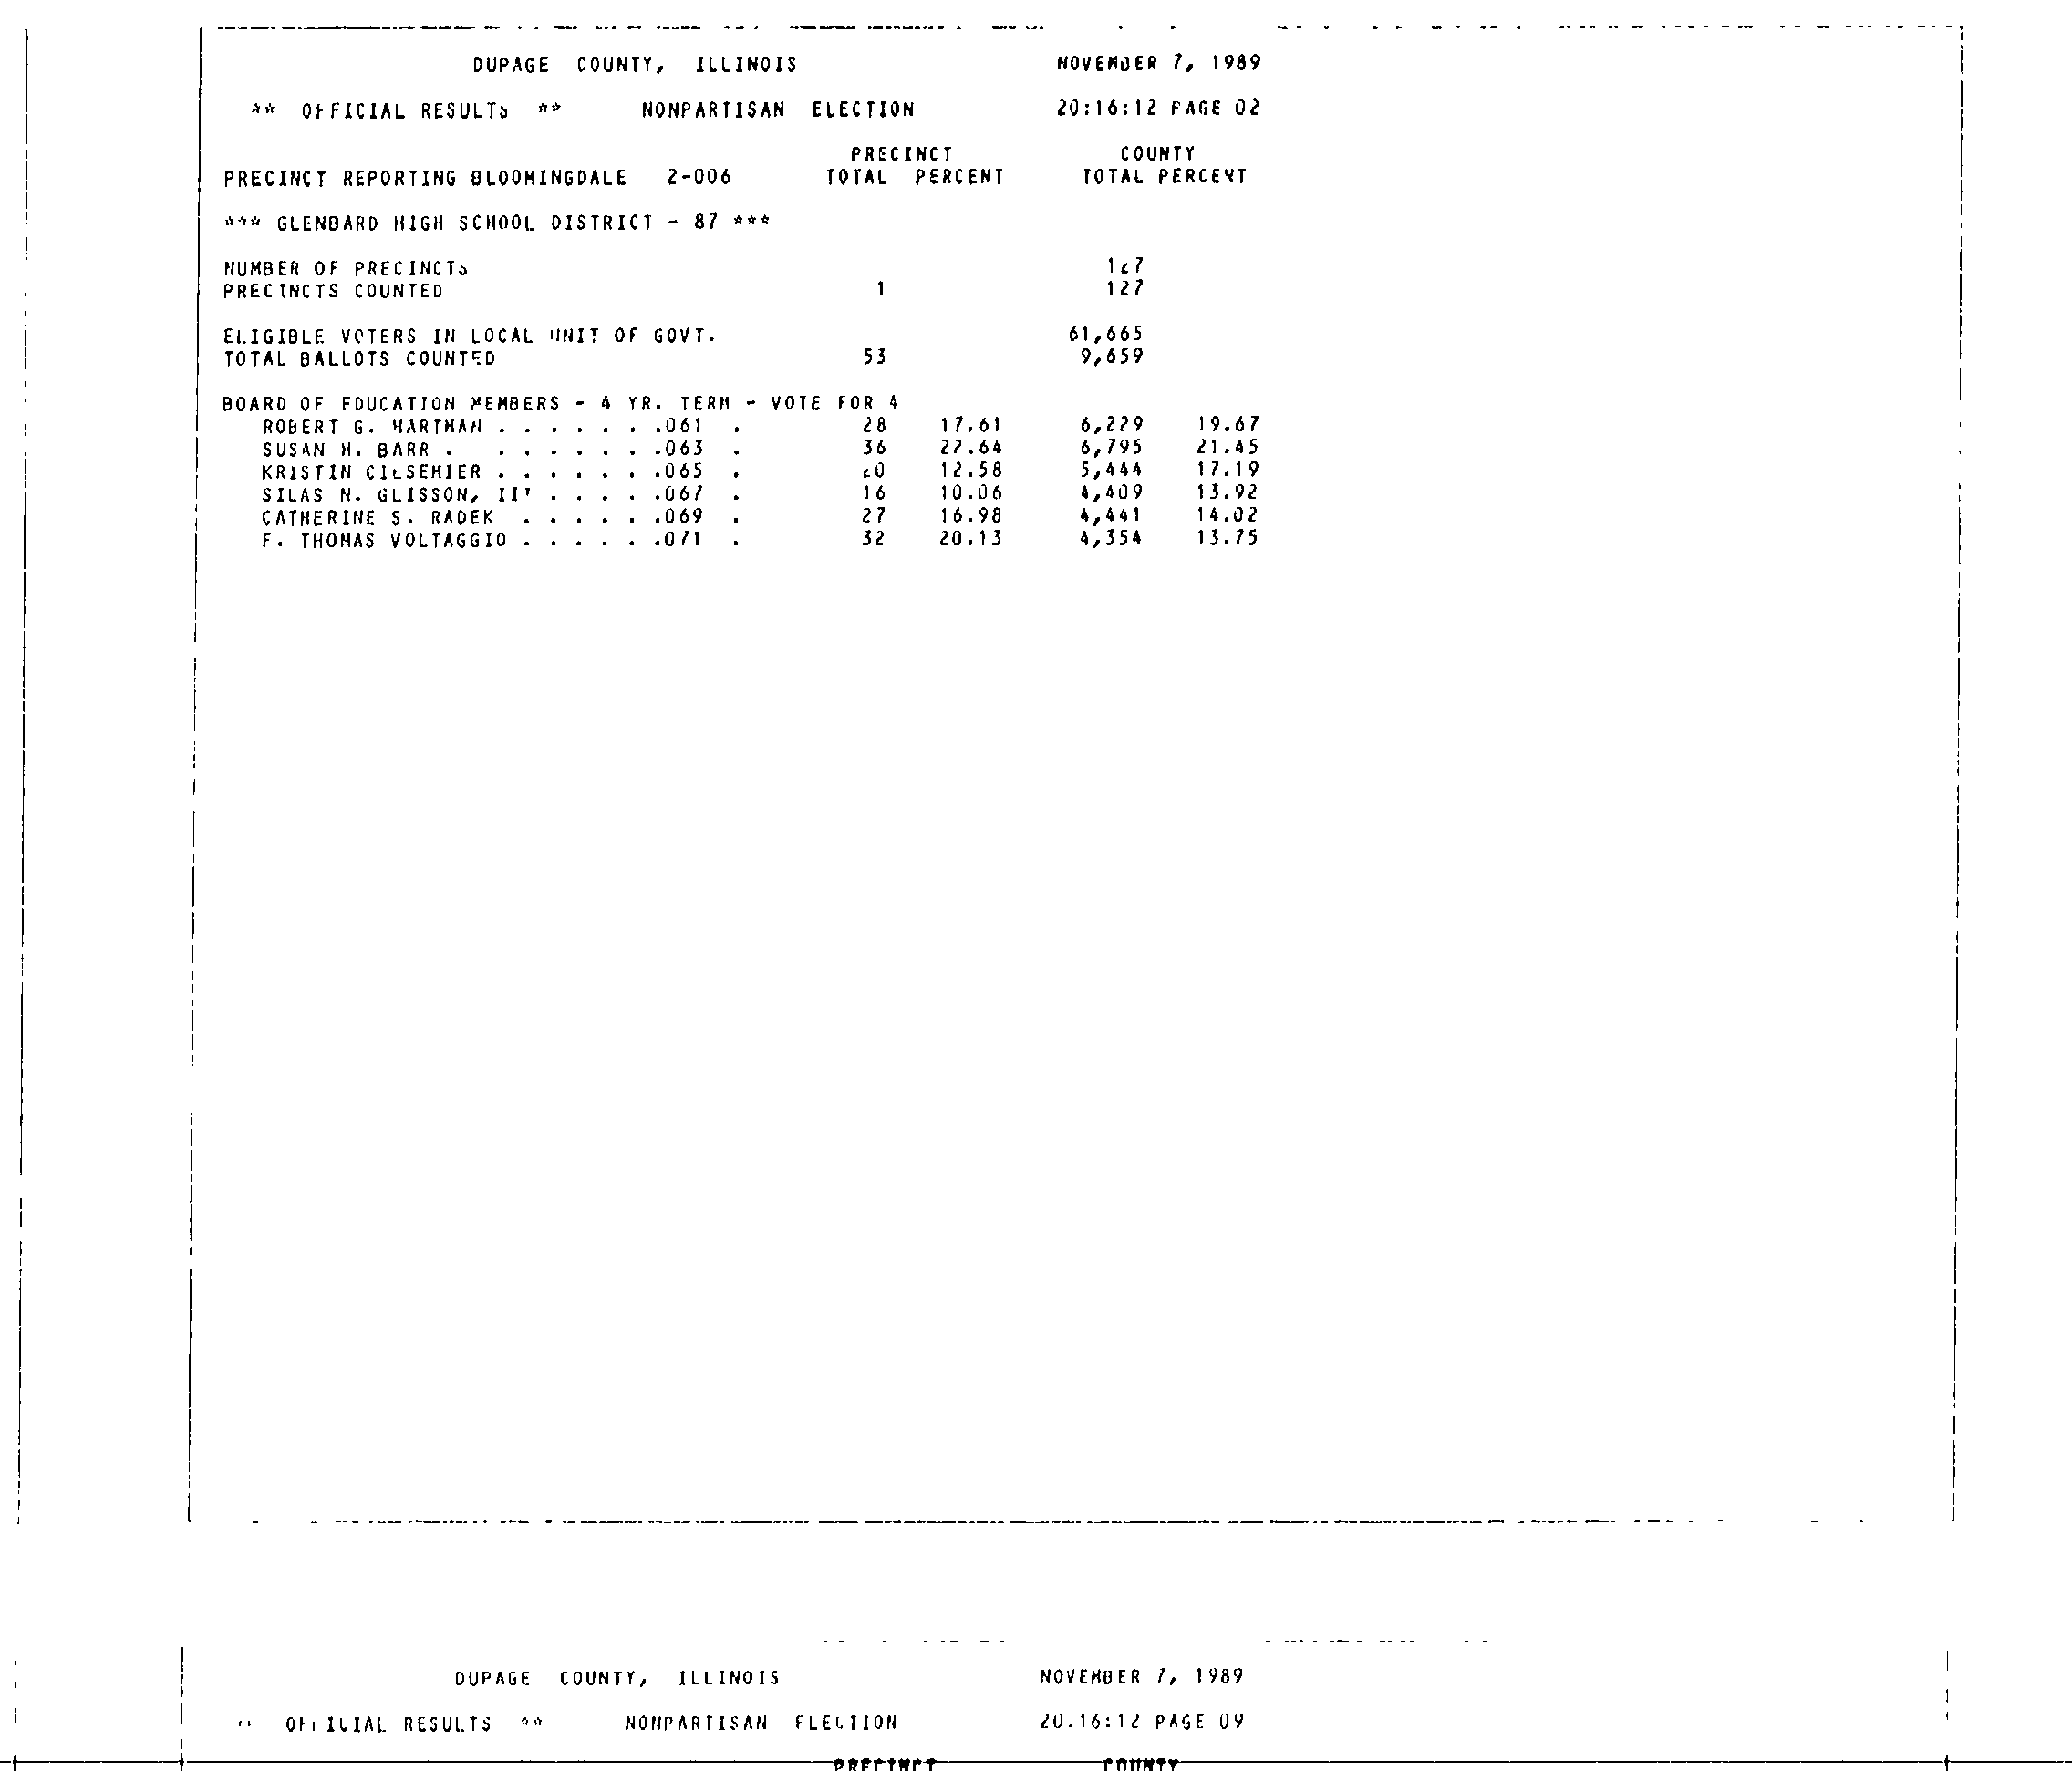 DUPAGE COUNTY, ILLINOIS NOVEMBER 7, 1989
** OFFICIAL RESULTS ** NONPARTISAN ELECTION 20:16:12 PAGE 02
PRECINCT COUNTY
PRECINCT REPORTING BLOOMINGDALE 2-006 TOTAL PERCENT TOTAL PERCENT
*** GLENBARD HIGH SCHOOL DISTRICT - 87 ***
NUMBER OF PRECINCTS 127
PRECINCTS COUNTED 1 127
ELIGIBLE VOTERS IN LOCAL UNIT OF GOVT. 61,665
TOTAL BALLOTS COUNTED 53 9,659
BOARD OF EDUCATION MEMBERS - 4 YR. TERM - VOTE FOR 4
ROBERT G. HARTMAN . . . . . . .061 . 28 17.61 6,229 19.67
SUSAN H. BARR . . . . . . . .063 . 36 22.64 6,795 21.45
KRISTIN CILSEMIER . . . . . . .065 . 20 12.58 5,444 17.19
SILAS N. GLISSON, III . . . . .067 . 16 10.06 4,409 13.92
CATHERINE S. RADEK . . . . . .069 . 27 16.98 4,441 14.02
F. THOMAS VOLTAGGIO . . . . . .071 . 32 20.13 4,354 13.75
DUPAGE COUNTY, ILLINOIS NOVEMBER 7, 1989
OFFICIAL RESULTS ** NONPARTISAN ELECTION 20.16:12 PAGE 09
PRECINCT COUNTY